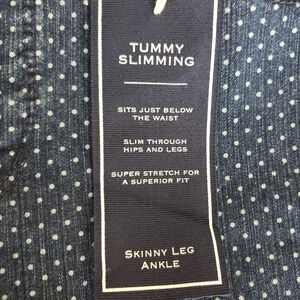 TUMMY
SLIMMING
SITS JUST BELOW
THE WAIST
SLIM THROUGH
HIPS AND LEGS
SUPER STRETCH FOR
A SUPERIOR FIT
SKINNY LEG
ANKLE